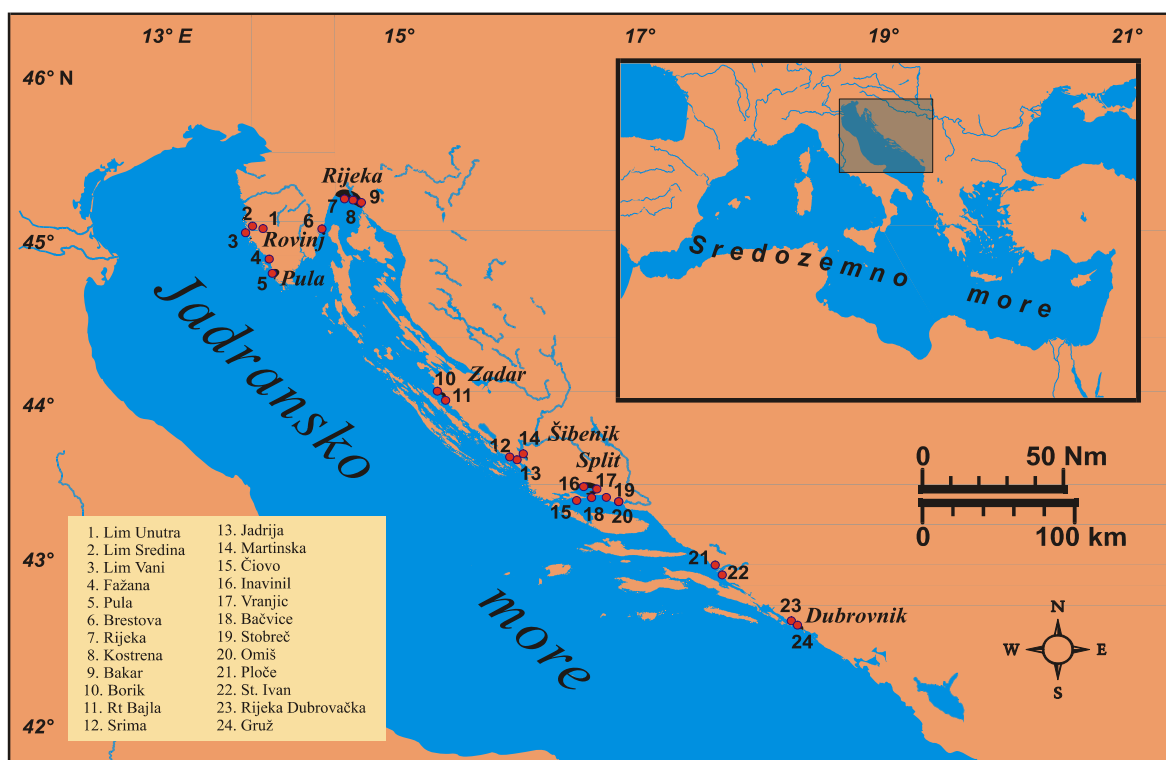 13° E 15° 17° 19° 21°
46° N
45°
44°
43°
42°
Rijeka
7
8
9
2
1
6
3
Rovinj
4
5
Pula
Jadransko
more
10
Zadar
11
14
Šibenik
12
13
Split
16
17
19
15
18
20
21
22
23
Dubrovnik
24
Sredozemno
more
0 50 Nm
0 100 km
N
W E
S
1. Lim Unutra
2. Lim Sredina
3. Lim Vani
4. Fažana
5. Pula
6. Brestova
7. Rijeka
8. Kostrena
9. Bakar
10. Borik
11. Rt Bajla
12. Srima
13. Jadrija
14. Martinska
15. Čiovo
16. Inavinil
17. Vranjic
18. Bačvice
19. Stobreč
20. Omiš
21. Ploče
22. St. Ivan
23. Rijeka Dubrovačka
24. Gruž